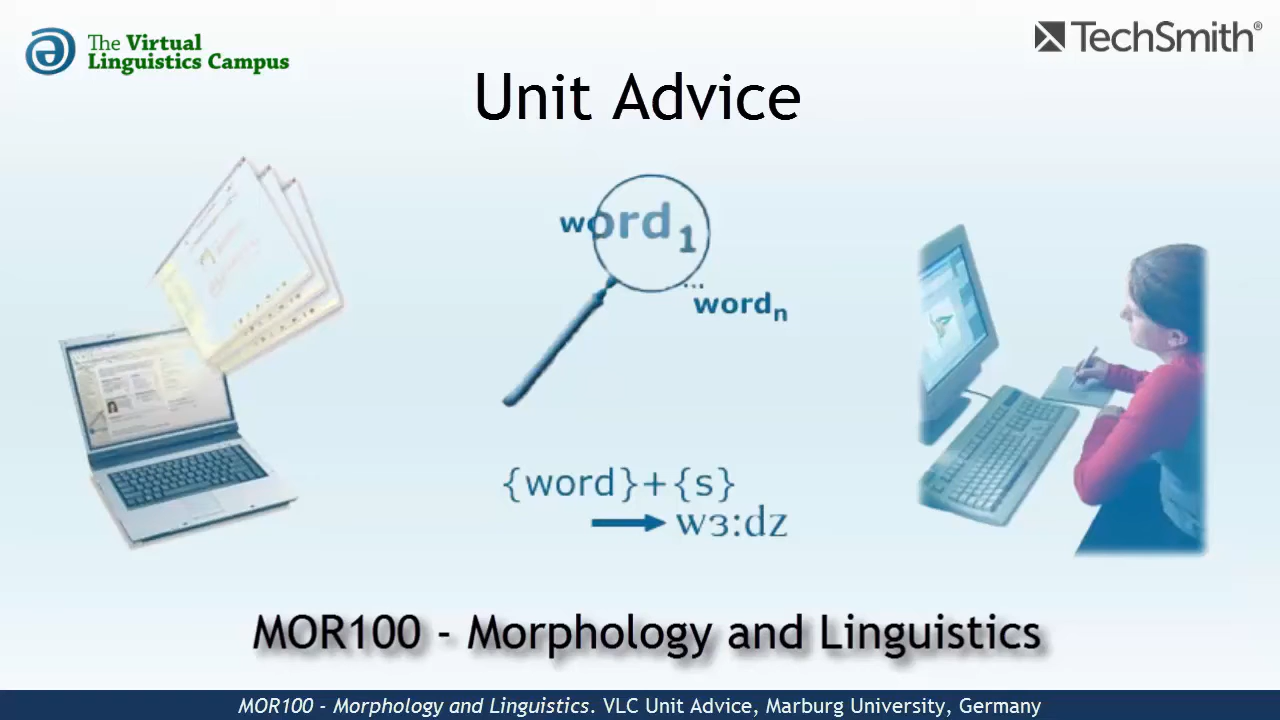 The Virtual
Linguistics Campus
TechSmith®
Unit Advice
word₁
...
wordₙ
{word}+{s}
wɜ:dz
MOR100 - Morphology and Linguistics
MOR100 - Morphology and Linguistics. VLC Unit Advice, Marburg University, Germany